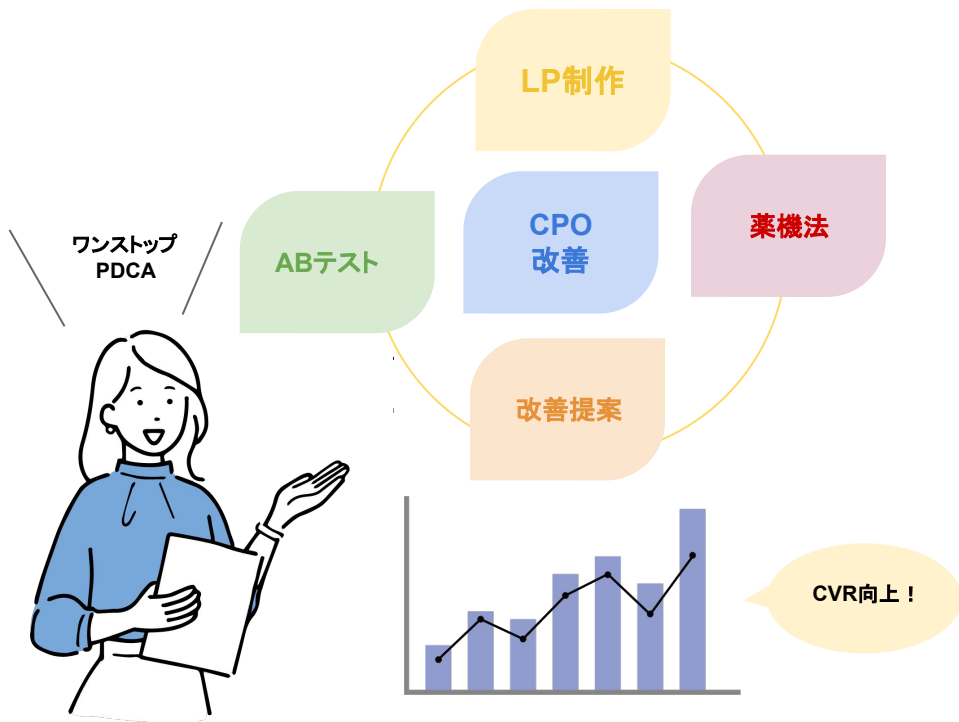 LP制作
ワンストップ
PDCA
ABテスト
CPO
改善
薬機法
改善提案
CVR向上！